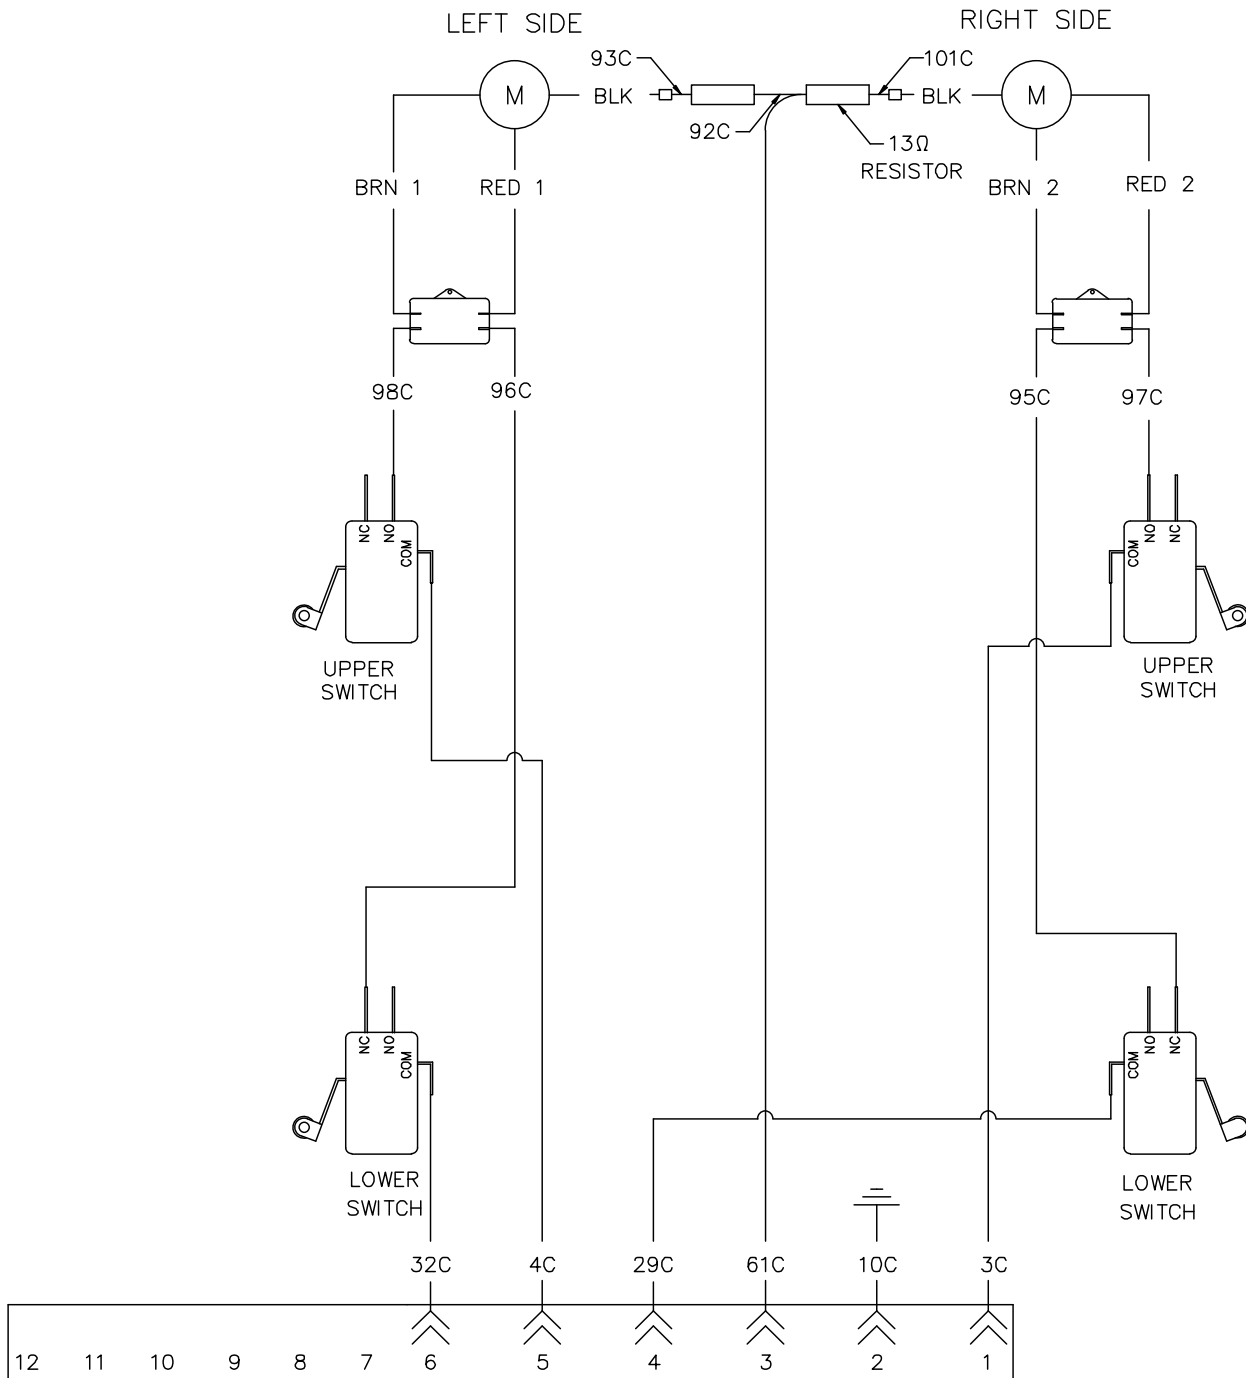 LEFT SIDE
RIGHT SIDE
93C
101C
M
BLK
BLK
M
92C
13Ω
RESISTOR
BRN 1
RED 1
BRN 2
RED 2
98C
96C
95C
97C
NC
NO
COM
COM
NO
NC
UPPER
SWITCH
UPPER
SWITCH
NC
NO
COM
COM
NO
NC
LOWER
SWITCH
LOWER
SWITCH
32C
4C
29C
61C
10C
3C
12 11 10 9 8 7 6 5 4 3 2 1